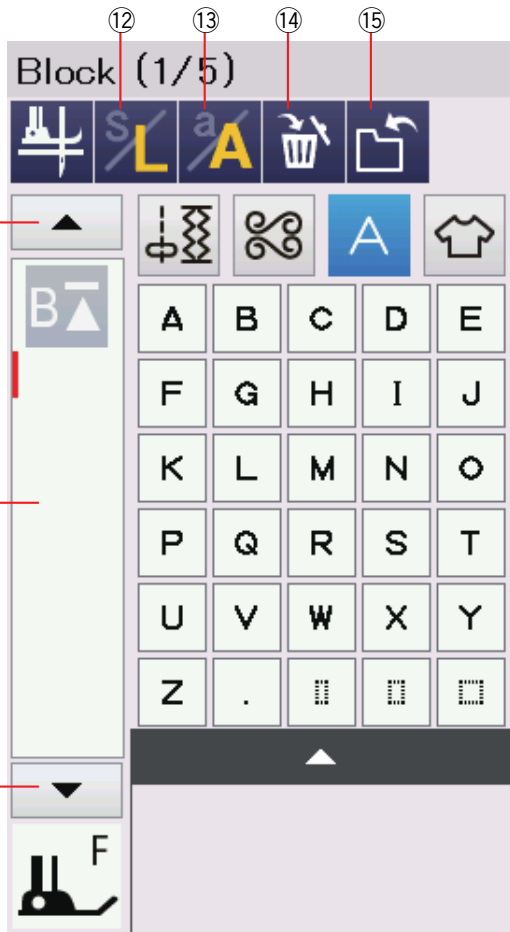 ⑫ ⑬ ⑭ ⑮
Block (1/5)
S/L a/A
A
B
A B C D E
F G H I J
K L M N O
P Q R S T
U V W X Y
Z .
F